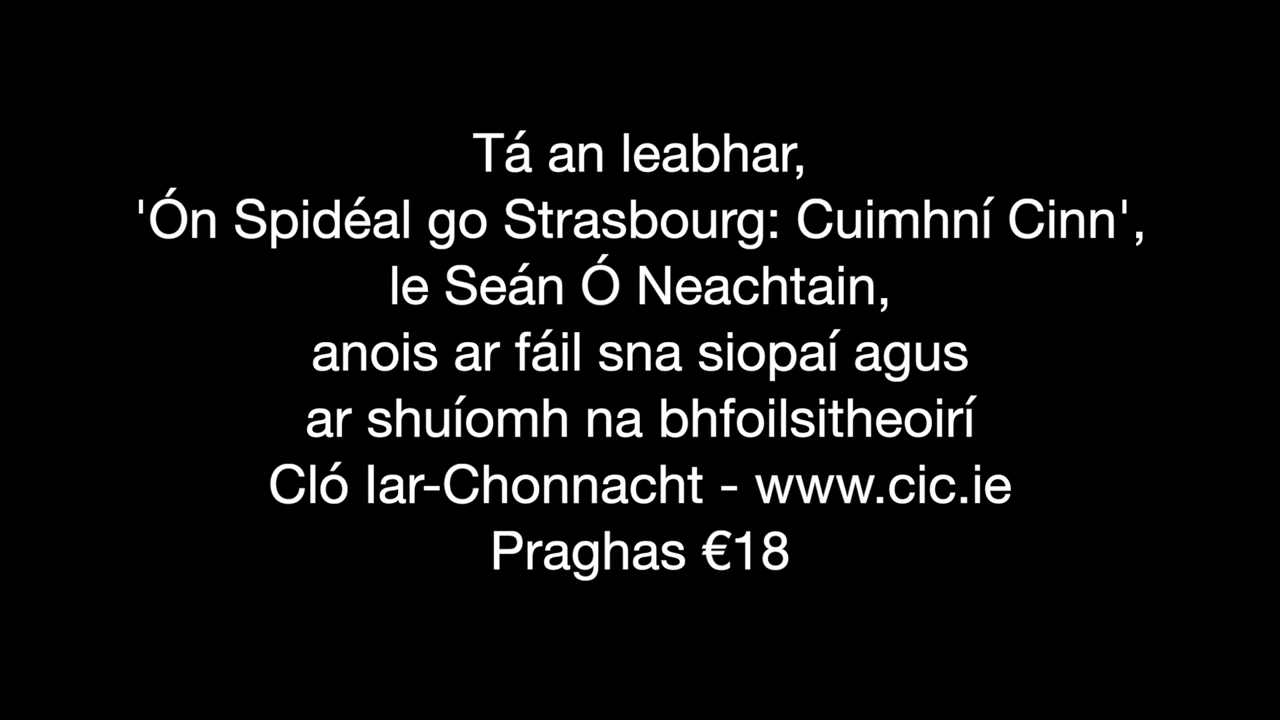 Tá an leabhar,
'Ón Spidéal go Strasbourg: Cuimhní Cinn',
le Seán Ó Neachtain,
anois ar fáil sna siopaí agus
ar shuíomh na bhfoilsitheoirí
Cló Iar-Chonnacht - www.cic.ie
Praghas €18